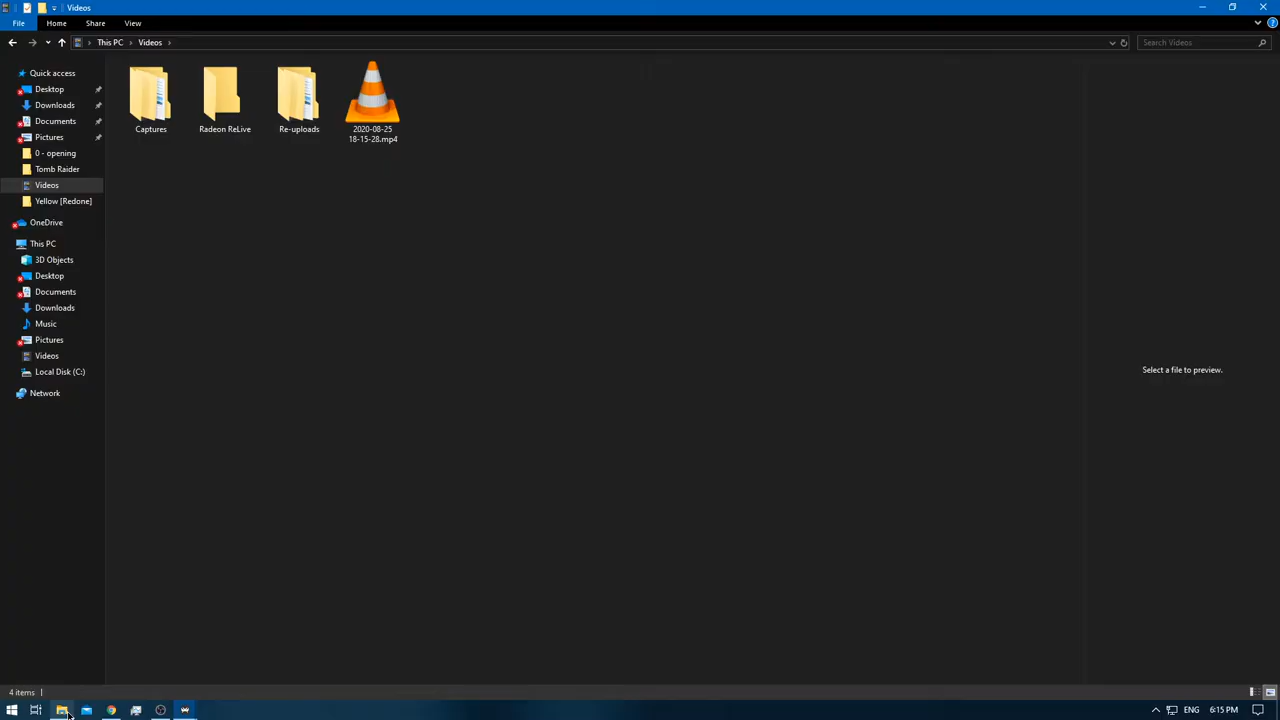 Videos
File Home Share View
This PC Videos
Search Videos
Quick access
Desktop
Downloads
Documents
Pictures
0 - opening
Tomb Raider
Videos
Yellow [Redone]
OneDrive
This PC
3D Objects
Desktop
Documents
Downloads
Music
Pictures
Videos
Local Disk (C:)
Network
Captures
Radeon ReLive
Re-uploads
2020-08-25
18-15-28.mp4
Select a file to preview.
4 items
ENG 6:15 PM